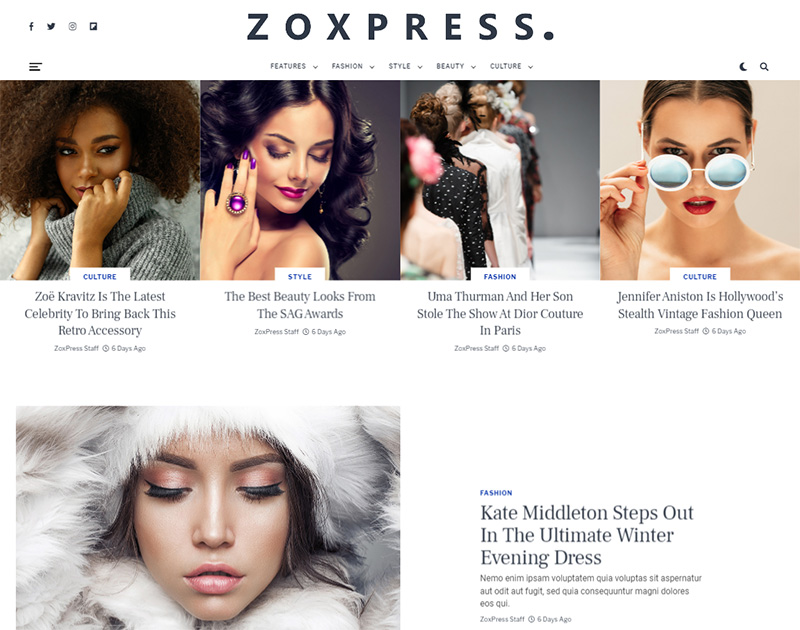 ZOXPRESS.
FEATURES FASHION STYLE BEAUTY CULTURE
CULTURE
Zoë Kravitz Is The Latest
Celebrity To Bring Back This
Retro Accessory
ZoxPress Staff 6 Days Ago
STYLE
The Best Beauty Looks From
The SAG Awards
ZoxPress Staff 6 Days Ago
FASHION
Uma Thurman And Her Son
Stole The Show At Dior Couture
In Paris
ZoxPress Staff 6 Days Ago
CULTURE
Jennifer Aniston Is Hollywood's
Stealth Vintage Fashion Queen
ZoxPress Staff 6 Days Ago
FASHION
Kate Middleton Steps Out
In The Ultimate Winter
Evening Dress
Nemo enim ipsam voluptatem quia voluptas sit aspernatur
aut odit aut fugit, sed quia consequuntur magni dolores
eos qui.
ZoxPress Staff 6 Days Ago